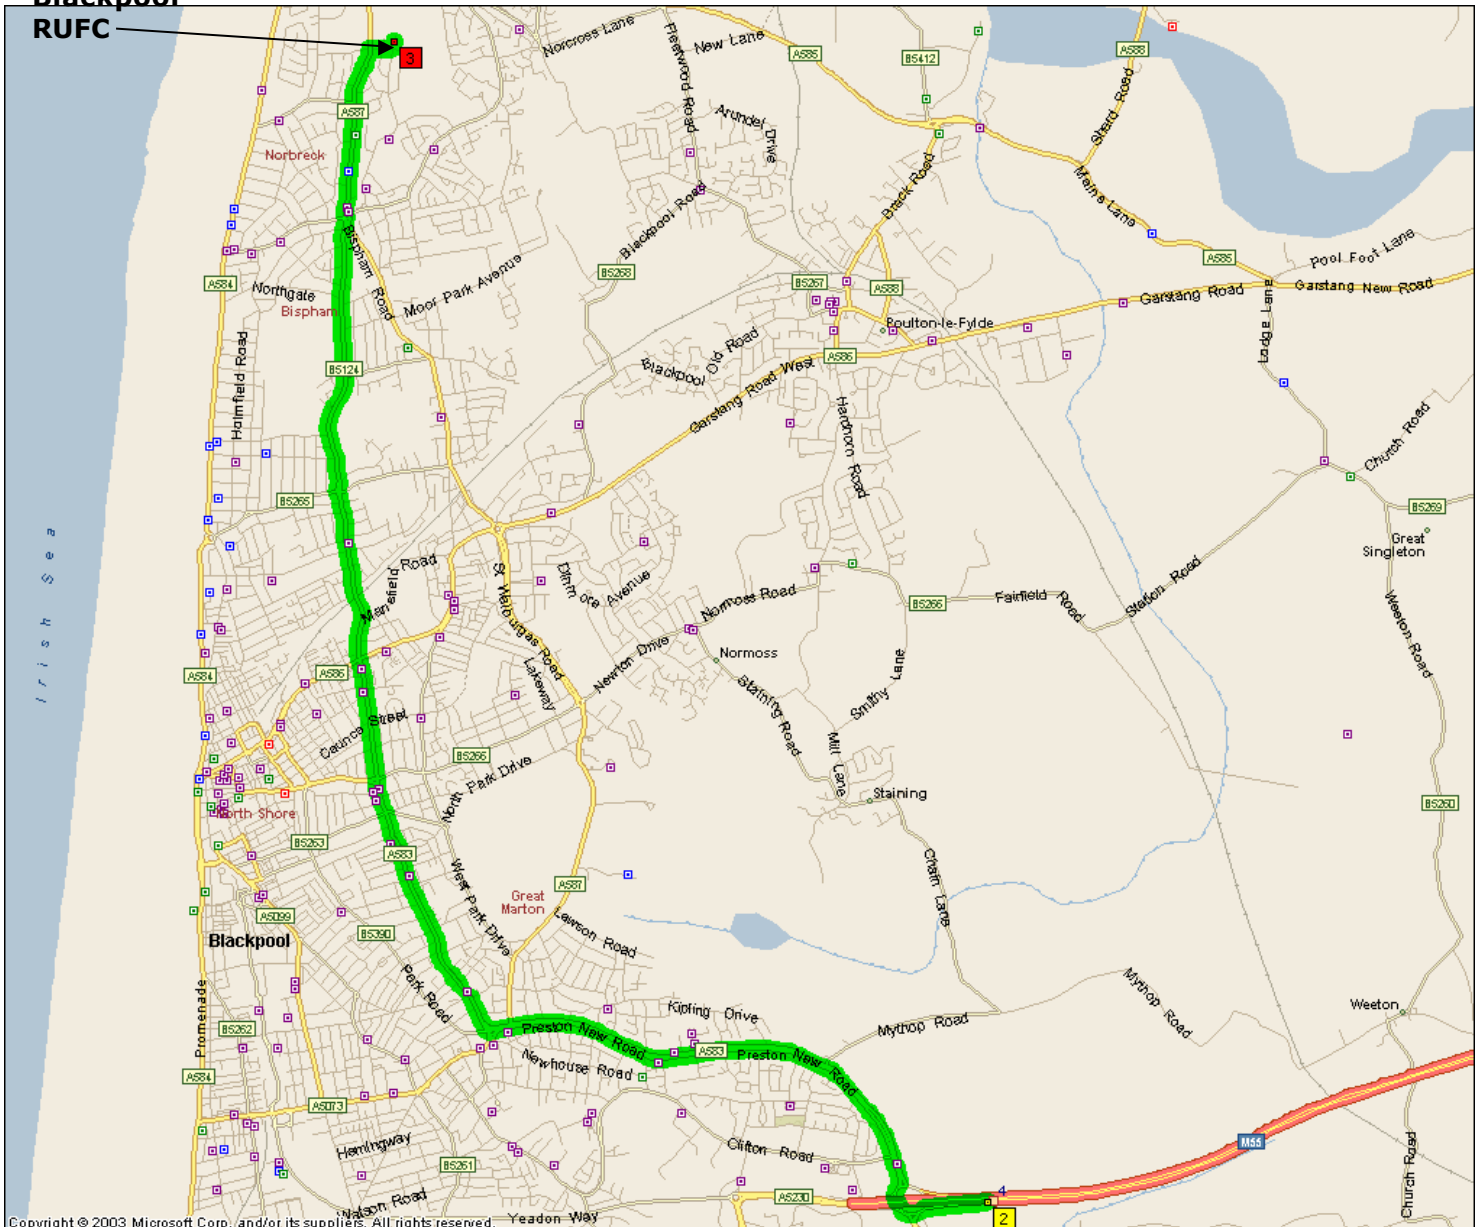 Blackpool
RUFC
3
Norcross Lane
Fleetwood Road
New Lane
A585
B5412
A588
Shard Road
A587
Arundel Drive
Norbreck
Black Road
Mains Lane
Blackpool Road
Bispham Road
Moor Park Avenue
B5268
A585
Pool Foot Lane
A584
Northgate
Bispham
B5267
A588
Garstang Road
Garstang New Road
Poulton-le-Fylde
Holmfield Road
Blackpool Old Road
A586
Lodge Lane
B5124
Garstang Road West
Hardhorn Road
Church Road
B5265
B5269
Great
Singleton
Irish Sea
Mansfield Road
St Walburgas Road
Dinmore Avenue
Normoss Road
B5266
Fairfield Road
Station Road
Weeton Road
Newton Drive
Normoss
A584
A586
Lakeway
Staining Road
Smithy Lane
Caunce Street
B5266
North Park Drive
Mill Lane
Staining
B5260
North Shore
B5263
A583
Chain Lane
West Park Drive
A587
Great
Marton
Lawson Road
A5099
B5390
Blackpool
Park Road
Mythop Road
Promenade
Kipling Drive
Weeton
B5262
Preston New Road
Mythop Road
A583
Preston New Road
Newhouse Road
A584
A5073
M55
Hemingway
Clifton Road
Church Road
B5261
4
A5230
Watson Road
Yeadon Way
2
Copyright © 2003 Microsoft Corp. and/or its suppliers. All rights reserved.